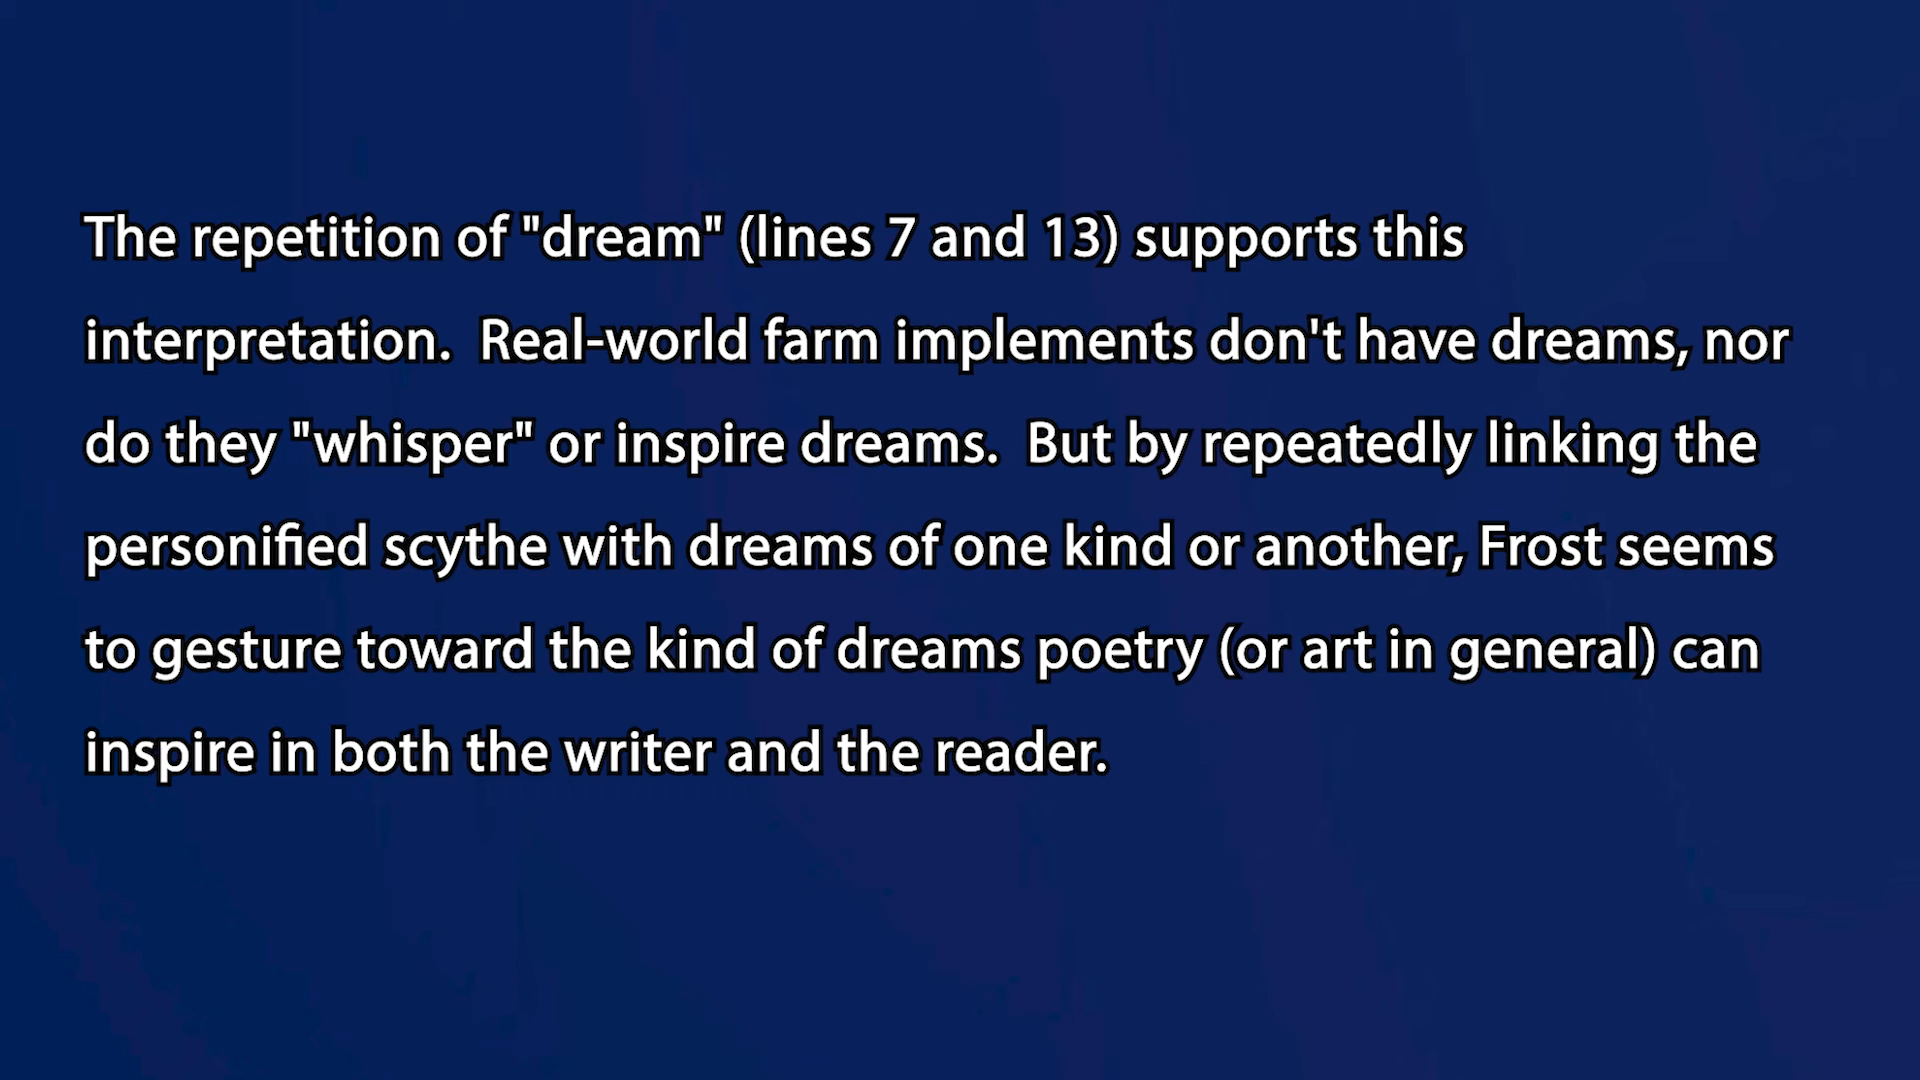 The repetition of "dream" (lines 7 and 13) supports this
interpretation.  Real-world farm implements don't have dreams, nor
do they "whisper" or inspire dreams.  But by repeatedly linking the
personified scythe with dreams of one kind or another, Frost seems
to gesture toward the kind of dreams poetry (or art in general) can
inspire in both the writer and the reader.